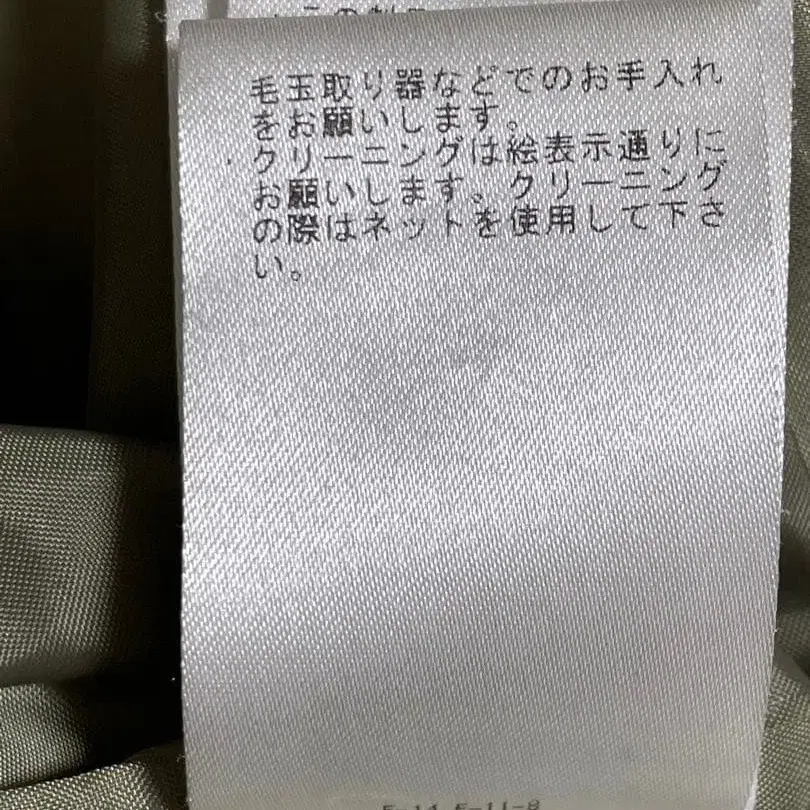 毛玉取り器などでのお手入れ
をお願いします。
クリーニングは絵表示通りに
お願いします。クリーニング
の際はネットを使用して下さ
い。